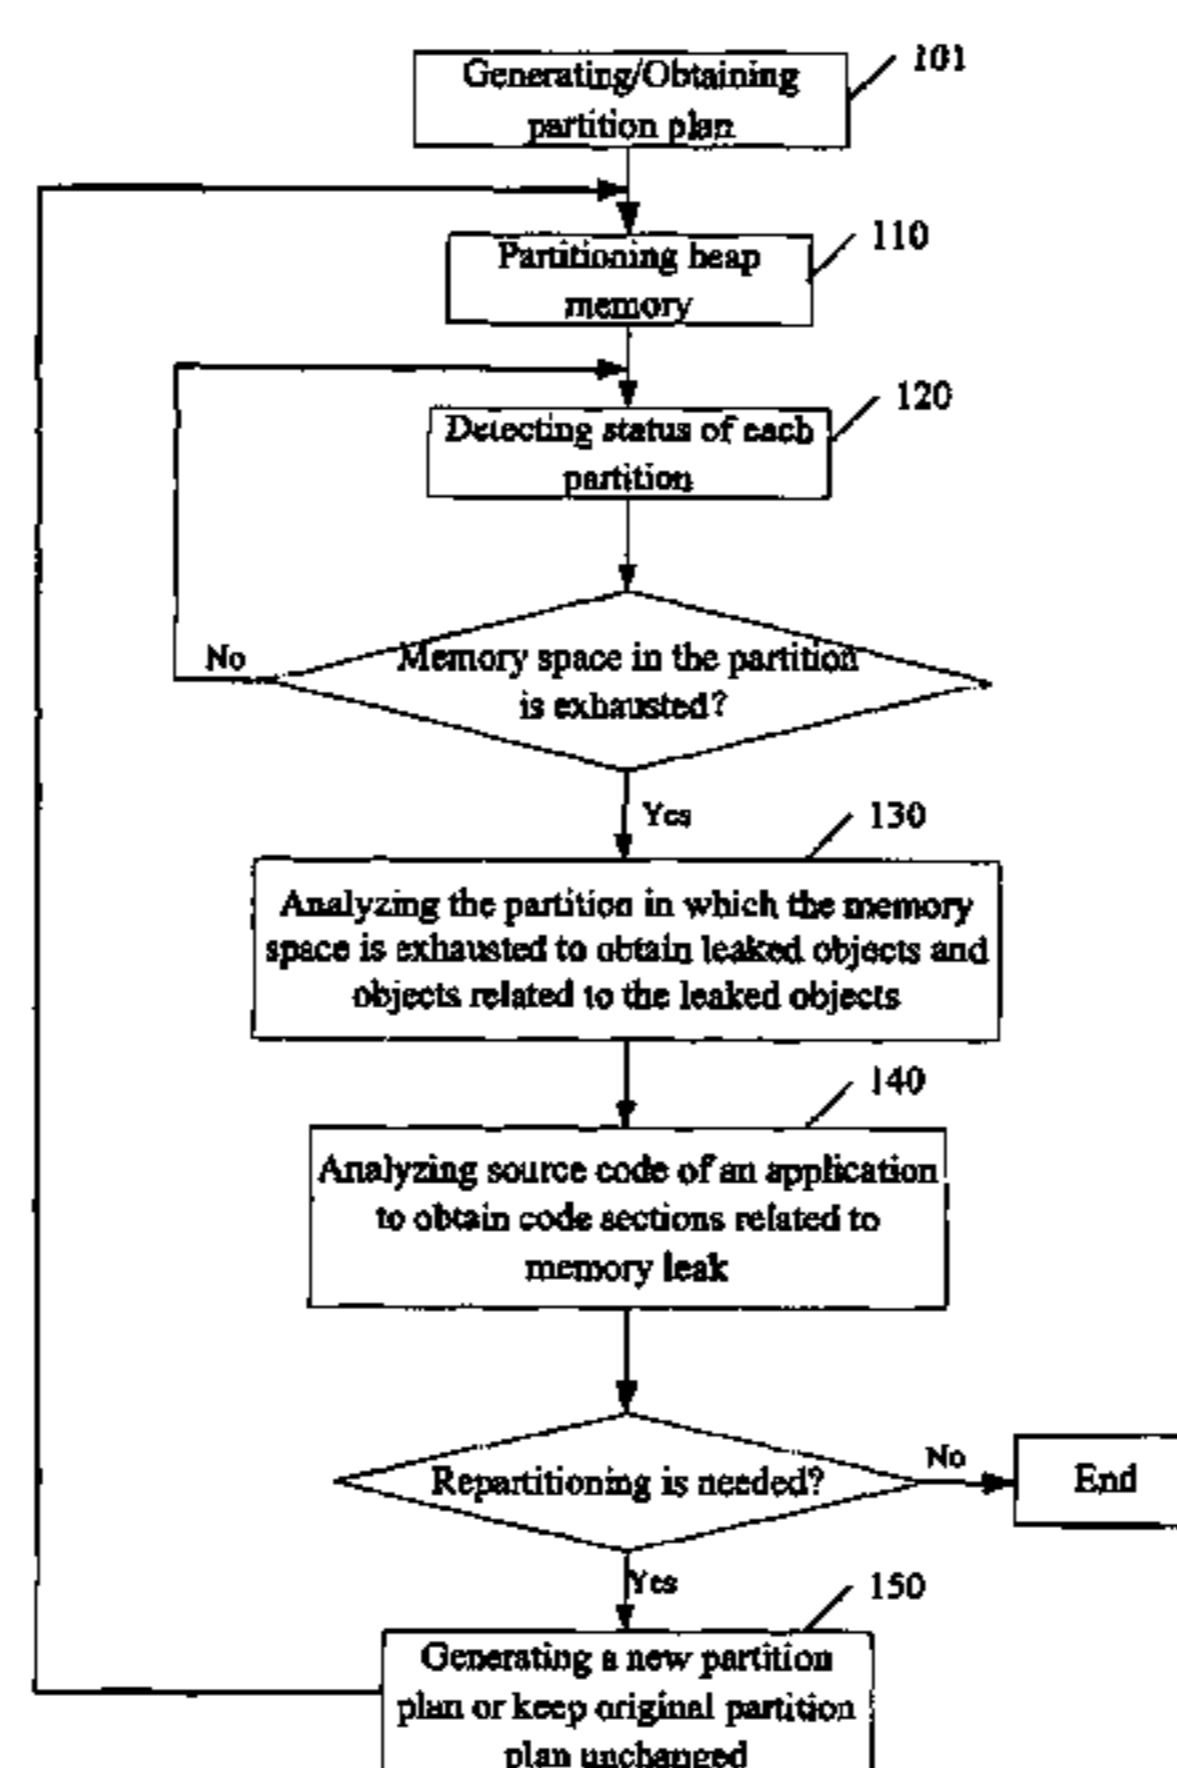 101
Generating/Obtaining
partition plan
110
Partitioning heap
memory
120
Detecting status of each
partition
No
Memory space in the partition
is exhausted?
Yes
130
Analyzing the partition in which the memory
space is exhausted to obtain leaked objects and
objects related to the leaked objects
140
Analyzing source code of an application
to obtain code sections related to
memory leak
Repartitioning is needed?
No
End
Yes
150
Generating a new partition
plan or keep original partition
plan unchanged